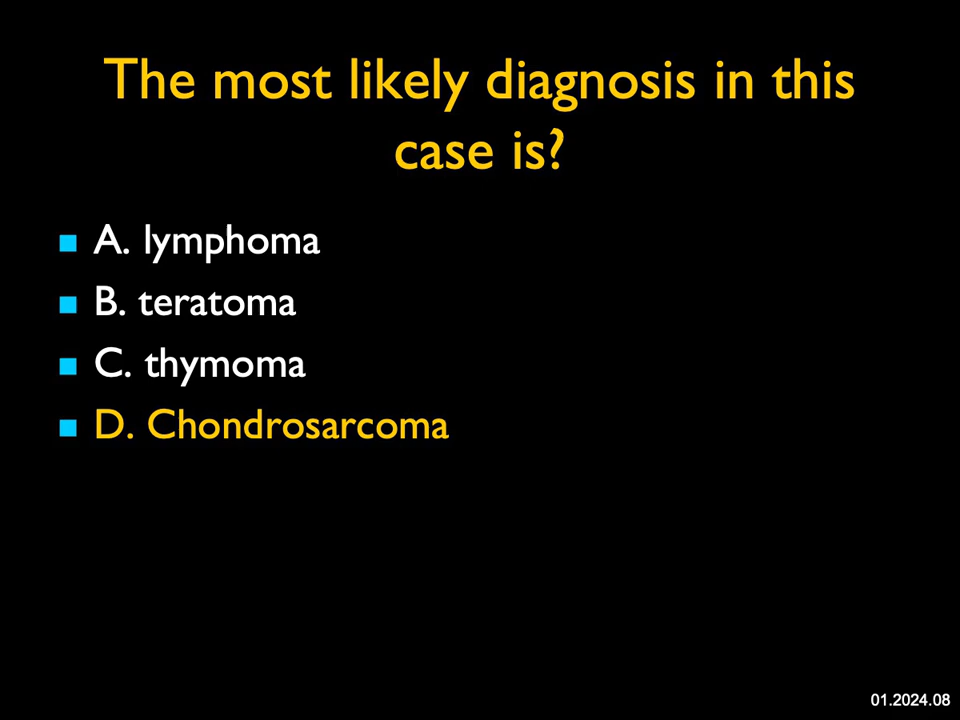 The most likely diagnosis in this
case is?
A. lymphoma
B. teratoma
C. thymoma
D. Chondrosarcoma
01.2024.08